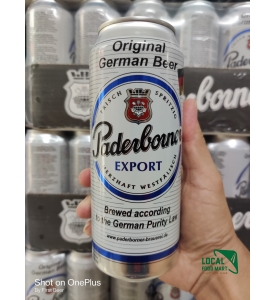 Original
German Beer
FRISCH SPRITZIG
Paderborner
EXPORT
HERZHAFT WESTFÄLISCH
Brewed according
to the German Purity Law
www.paderborner-brauerei.de
LOCAL
Shot on OnePlus